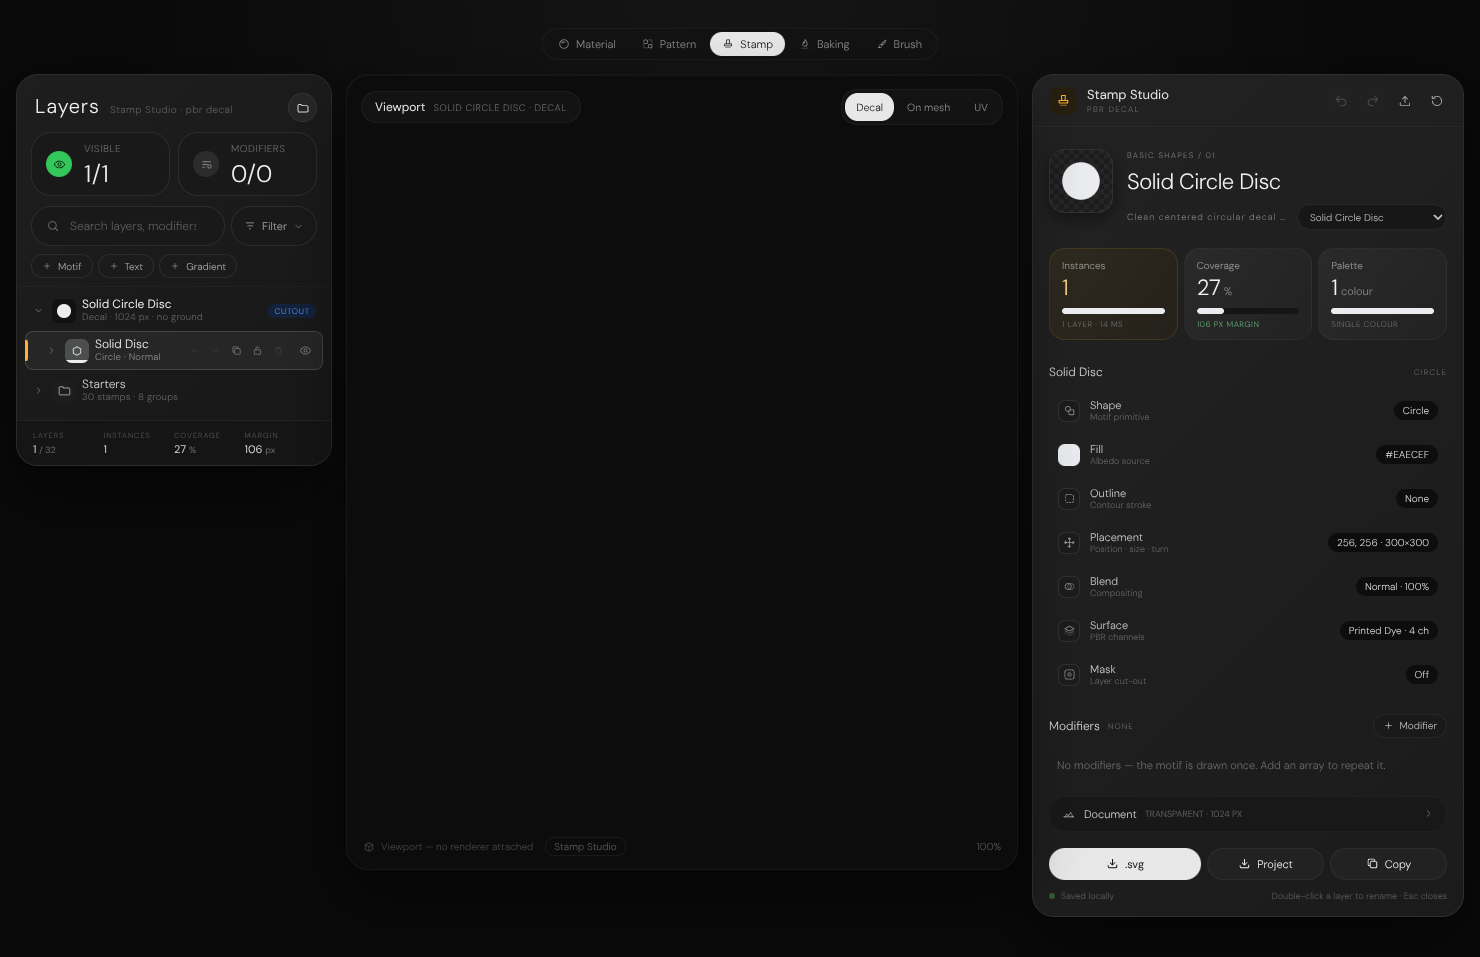 Material
Pattern
Stamp
Baking
Brush
Layers
Stamp Studio · pbr decal
VISIBLE
1/1
MODIFIERS
0/0
Search layers, modifiers
Filter
+ Motif
+ Text
+ Gradient
Solid Circle Disc
Decal · 1024 px · no ground
CUTOUT
Solid Disc
Circle · Normal
Starters
30 stamps · 8 groups
LAYERS
1 / 32
INSTANCES
1
COVERAGE
27 %
MARGIN
106 px
Viewport
SOLID CIRCLE DISC · DECAL
Decal
On mesh
UV
Viewport — no renderer attached
Stamp Studio
100%
Stamp Studio
PBR DECAL
BASIC SHAPES / 01
Solid Circle Disc
Clean centered circular decal …
Solid Circle Disc
Instances
1
1 LAYER · 14 MS
Coverage
27 %
106 PX MARGIN
Palette
1 colour
SINGLE COLOUR
Solid Disc
CIRCLE
Shape
Motif primitive
Circle
Fill
Albedo source
#EAECEF
Outline
Contour stroke
None
Placement
Position · size · turn
256, 256 · 300×300
Blend
Compositing
Normal · 100%
Surface
PBR channels
Printed Dye · 4 ch
Mask
Layer cut-out
Off
Modifiers
NONE
+ Modifier
No modifiers — the motif is drawn once. Add an array to repeat it.
Document
TRANSPARENT · 1024 PX
.svg
Project
Copy
Saved locally
Double-click a layer to rename · Esc closes